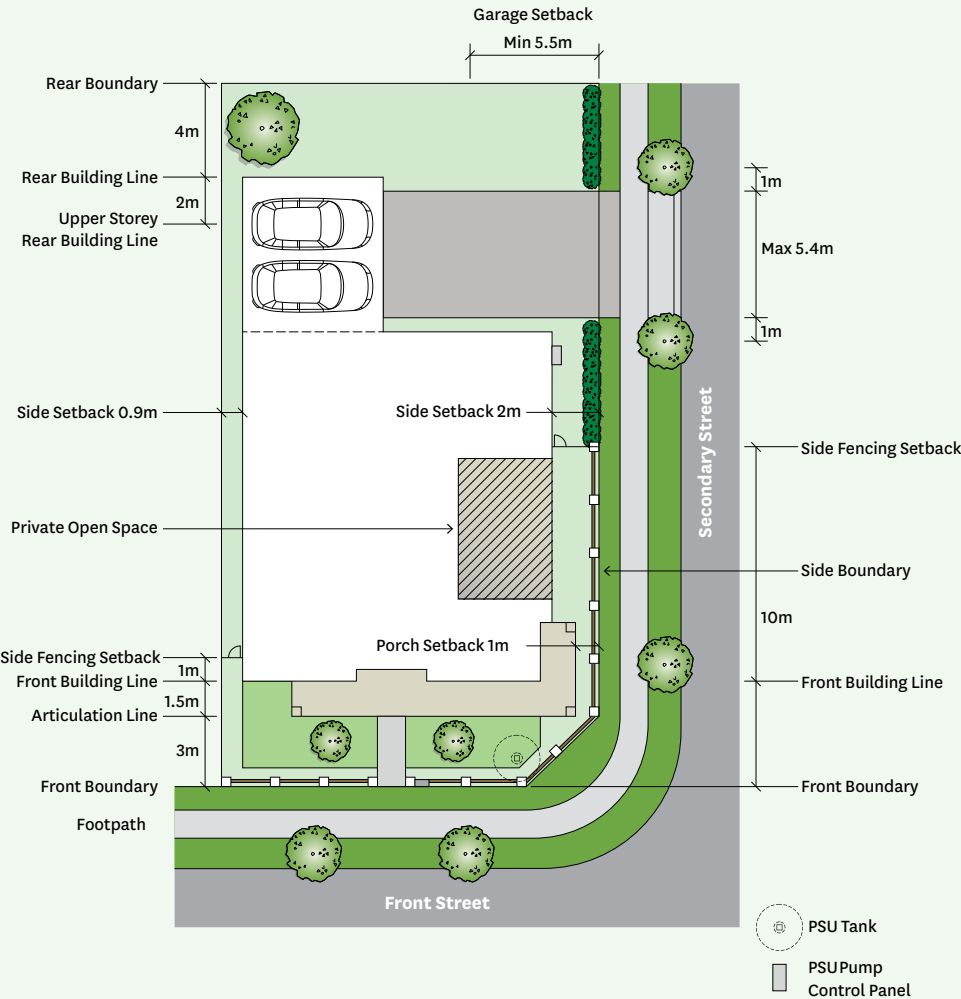 Garage Setback
Min 5.5m
Rear Boundary
4m
Rear Building Line
2m
Upper Storey
Rear Building Line
1m
Max 5.4m
1m
Side Setback 0.9m
Side Setback 2m
Secondary Street
Side Fencing Setback
Private Open Space
Side Boundary
10m
Porch Setback 1m
Side Fencing Setback
1m
Front Building Line
Front Building Line
1.5m
Articulation Line
3m
Front Boundary
Front Boundary
Footpath
Front Street
PSU Tank
PSU Pump
Control Panel